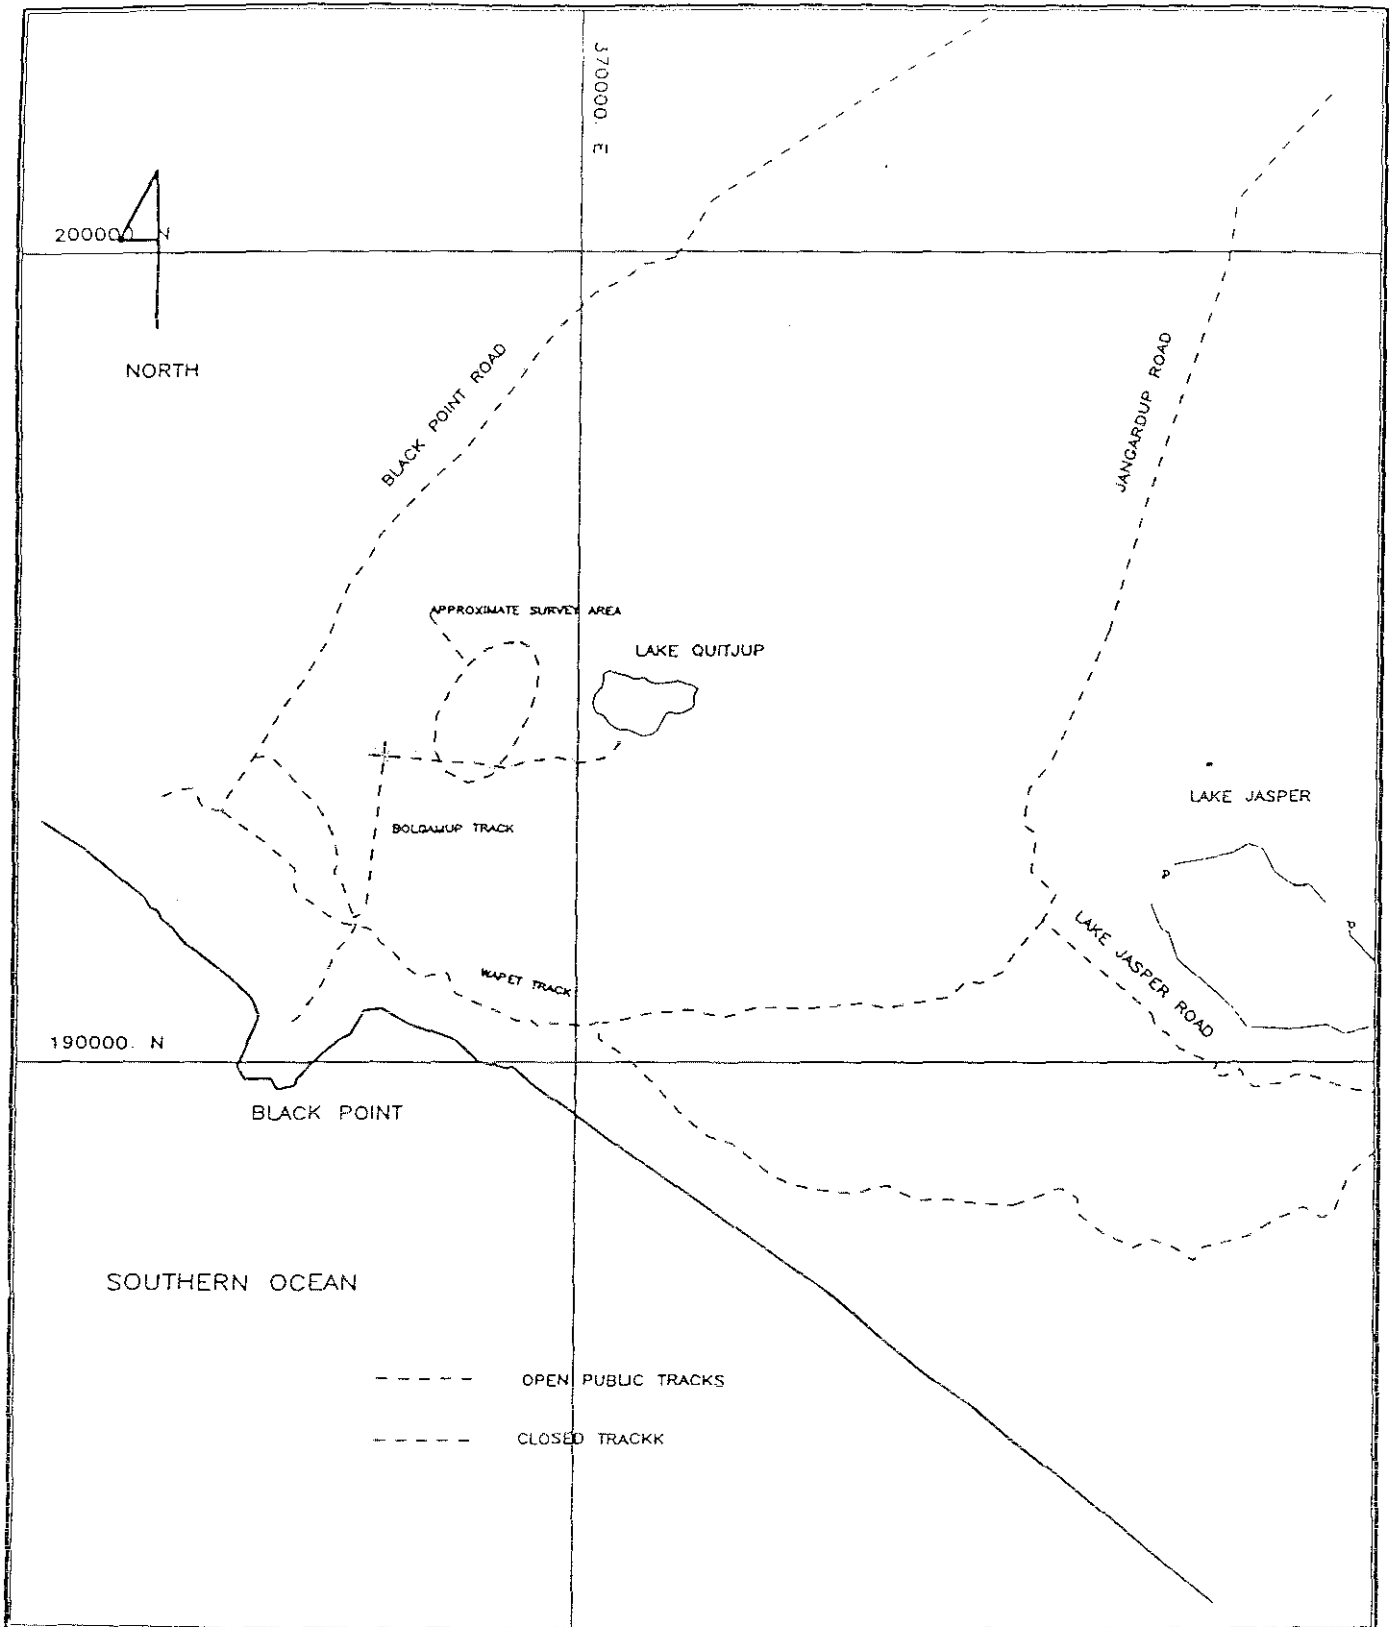 370000. E
200000 N
NORTH
BLACK POINT ROAD
JANGARDUP ROAD
APPROXIMATE SURVEY AREA
LAKE QUITJUP
LAKE JASPER
BOLGAMUP TRACK
LAKE JASPER ROAD
WAPET TRACK
190000. N
BLACK POINT
SOUTHERN OCEAN
OPEN PUBLIC TRACKS
CLOSED TRACKK